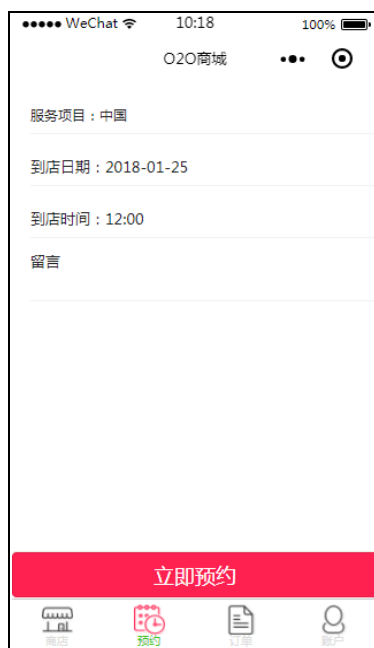 WeChat 10:18 100%
O2O商城
服务项目：中国
到店日期：2018-01-25
到店时间：12:00
留言
立即预约
商店 预约 订单 账户